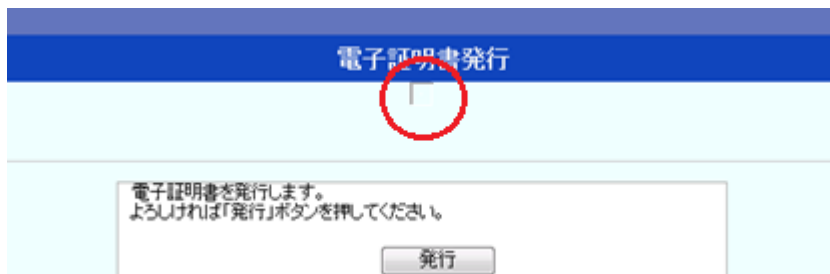 電子証明書発行
電子証明書を発行します。
よろしければ「発行」ボタンを押してください。
発行